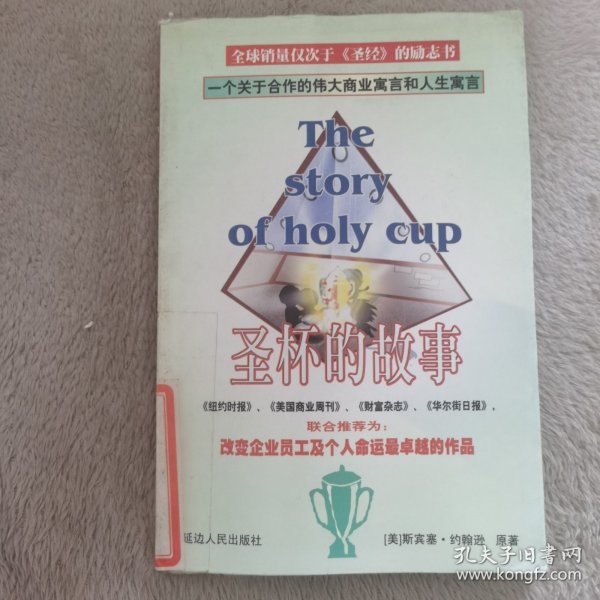 全球销量仅次于《圣经》的励志书
一个关于合作的伟大商业寓言和人生寓言
The
story
of holy cup
圣杯的故事
《纽约时报》、《美国商业周刊》、《财富杂志》、《华尔街日报》，
联合推荐为：
改变企业员工及个人命运最卓越的作品
延边人民出版社
[美]斯宾塞·约翰逊 原著
孔夫子旧书网
www.kongfz.com